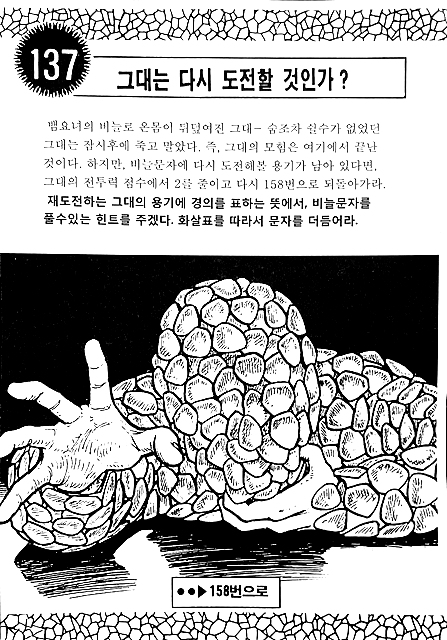 137
그대는 다시 도전할 것인가?
뱀요녀의 비늘로 온몸이 뒤덮여진 그대- 숨조차 쉴수가 없었던
그대는 잠시후에 죽고 말았다. 즉, 그대의 모험은 여기에서 끝난
것이다. 하지만, 비늘문자에 다시 도전해볼 용기가 남아 있다면,
그대의 전투력 점수에서 2를 줄이고 다시 158번으로 되돌아가라.
재도전하는 그대의 용기에 경의를 표하는 뜻에서, 비늘문자를
풀수있는 힌트를 주겠다. 화살표를 따라서 문자를 더듬어라.
●●▶158번으로